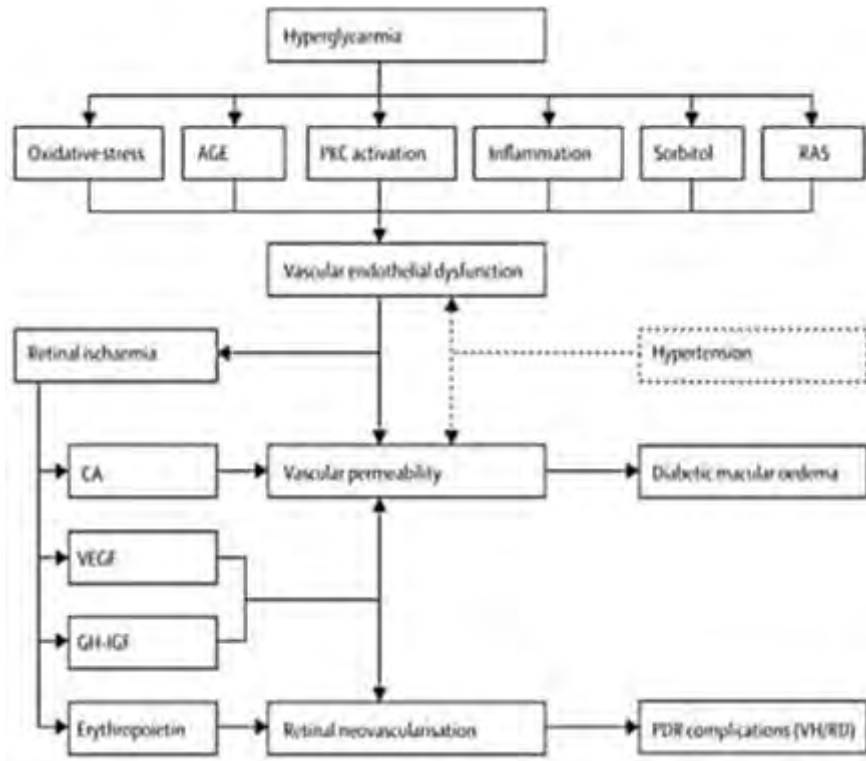 Hyperglycarmia
Oxidative stress
AGE
PKC activation
Inflammation
Sorbitol
RAS
Vascular endothelial dysfunction
Retinal ischaemia
Hypertension
CA
Vascular permeability
Diabetic macular oedema
VEGF
GH-IGF
Erythropoietin
Retinal neovascularisation
PDR complications (VH/RD)